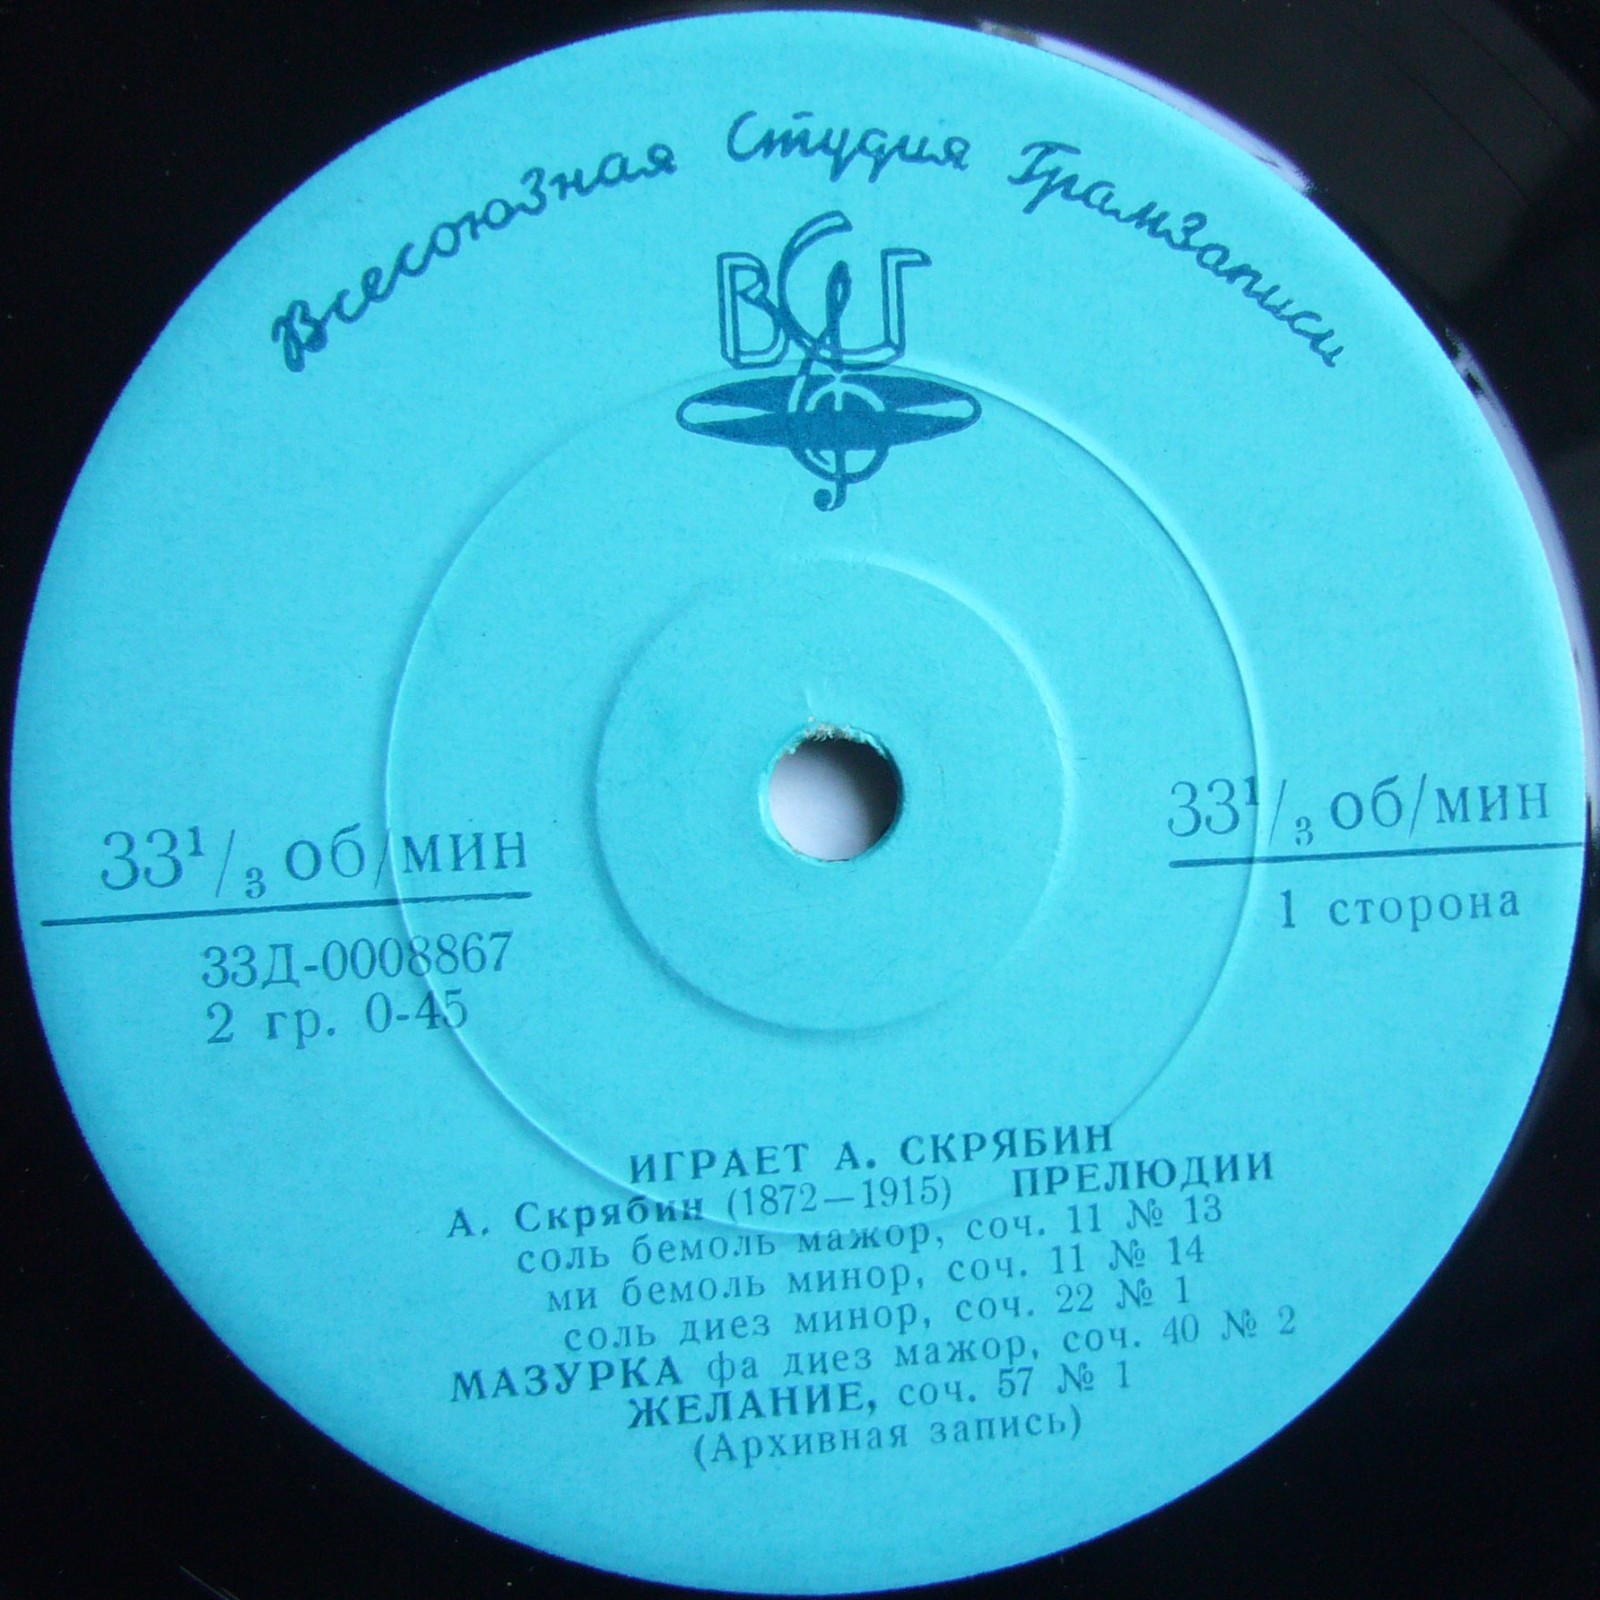 Всесоюзная Студия Грамзаписи
ВСГ
33¹/₃ об/мин
33Д-0008867
2 гр. 0-45
33¹/₃ об/мин
1 сторона
ИГРАЕТ А. СКРЯБИН
А. Скрябин (1872—1915) ПРЕЛЮДИИ
соль бемоль мажор, соч. 11 № 13
ми бемоль минор, соч. 11 № 14
соль диез минор, соч. 22 № 1
МАЗУРКА фа диез мажор, соч. 40 № 2
ЖЕЛАНИЕ, соч. 57 № 1
(Архивная запись)